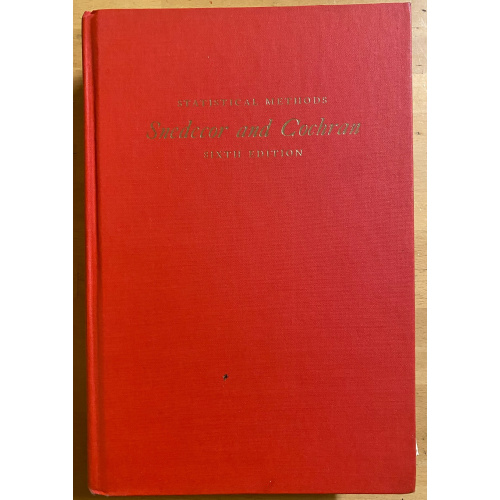 STATISTICAL METHODS
Snedecor and Cochran
SIXTH EDITION